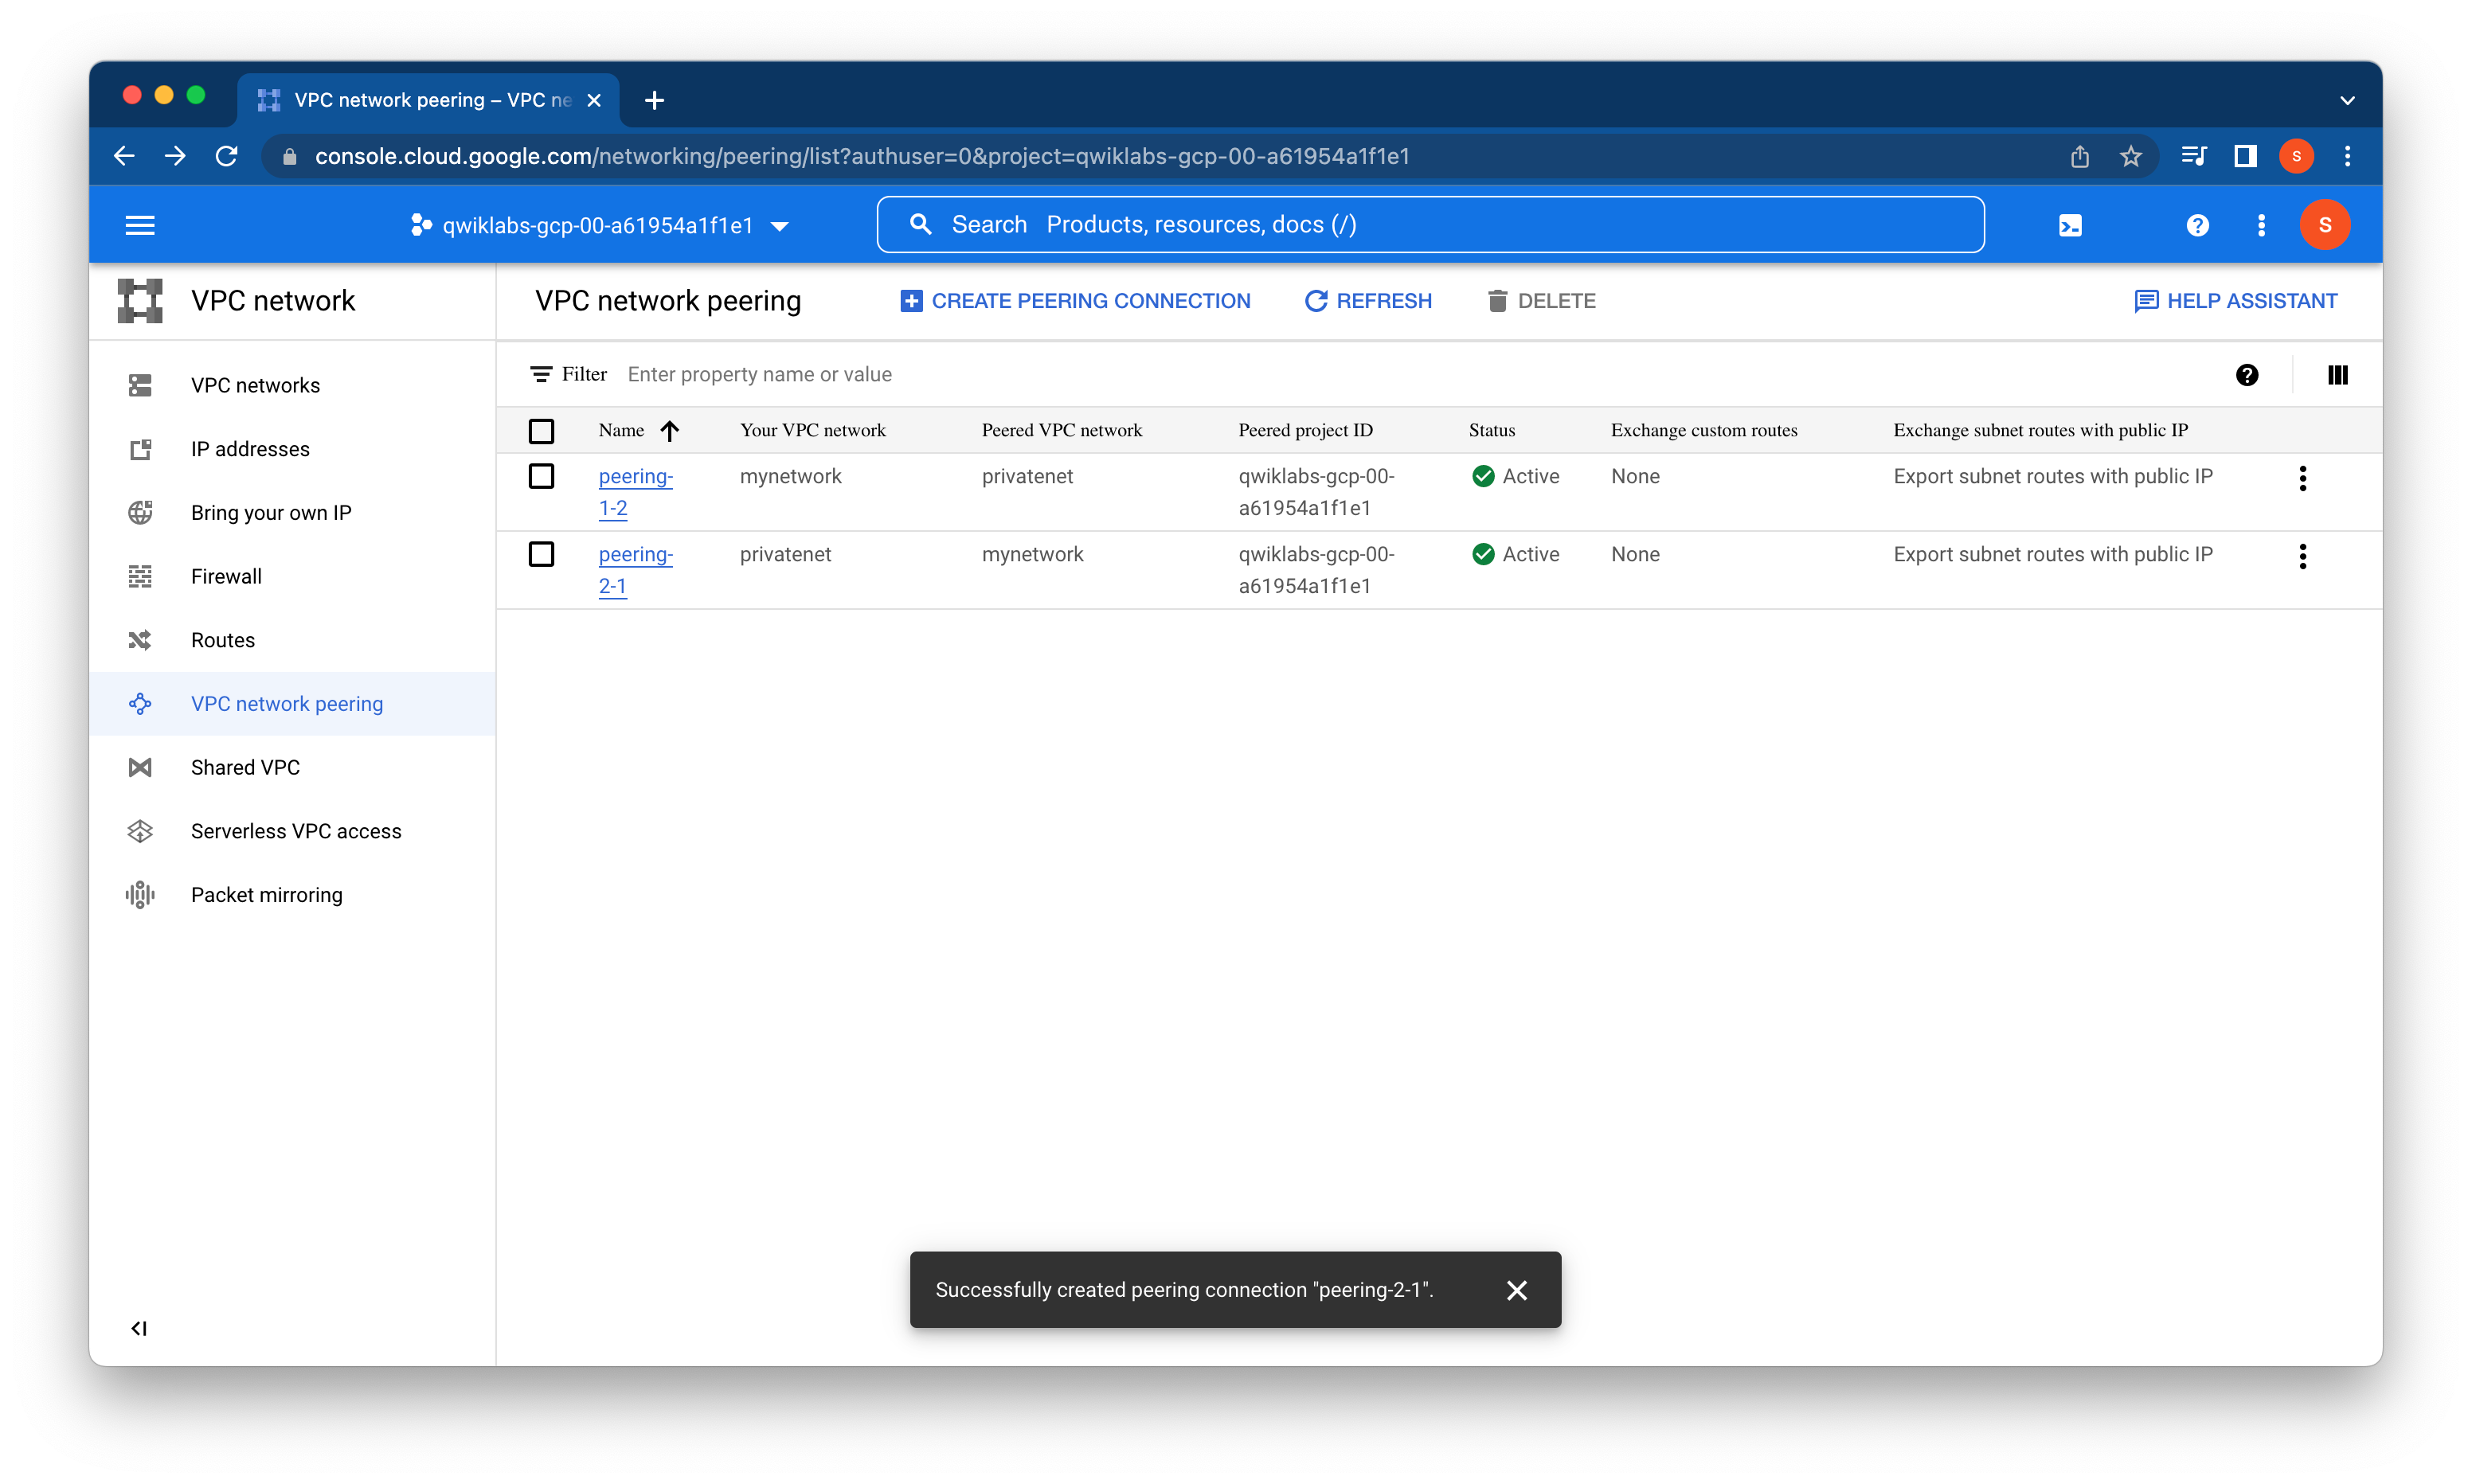 VPC network peering – VPC ne
console.cloud.google.com/networking/peering/list?authuser=0&project=qwiklabs-gcp-00-a61954a1f1e1
S
qwiklabs-gcp-00-a61954a1f1e1
Search Products, resources, docs (/)
S
VPC network
VPC network peering
CREATE PEERING CONNECTION
REFRESH
DELETE
HELP ASSISTANT
VPC networks
IP addresses
Bring your own IP
Firewall
Routes
VPC network peering
Shared VPC
Serverless VPC access
Packet mirroring
Filter Enter property name or value
Name Your VPC network Peered VPC network Peered project ID Status Exchange custom routes Exchange subnet routes with public IP
peering- mynetwork privatenet qwiklabs-gcp-00- Active None Export subnet routes with public IP
1-2 a61954a1f1e1
peering- privatenet mynetwork qwiklabs-gcp-00- Active None Export subnet routes with public IP
2-1 a61954a1f1e1
Successfully created peering connection "peering-2-1".